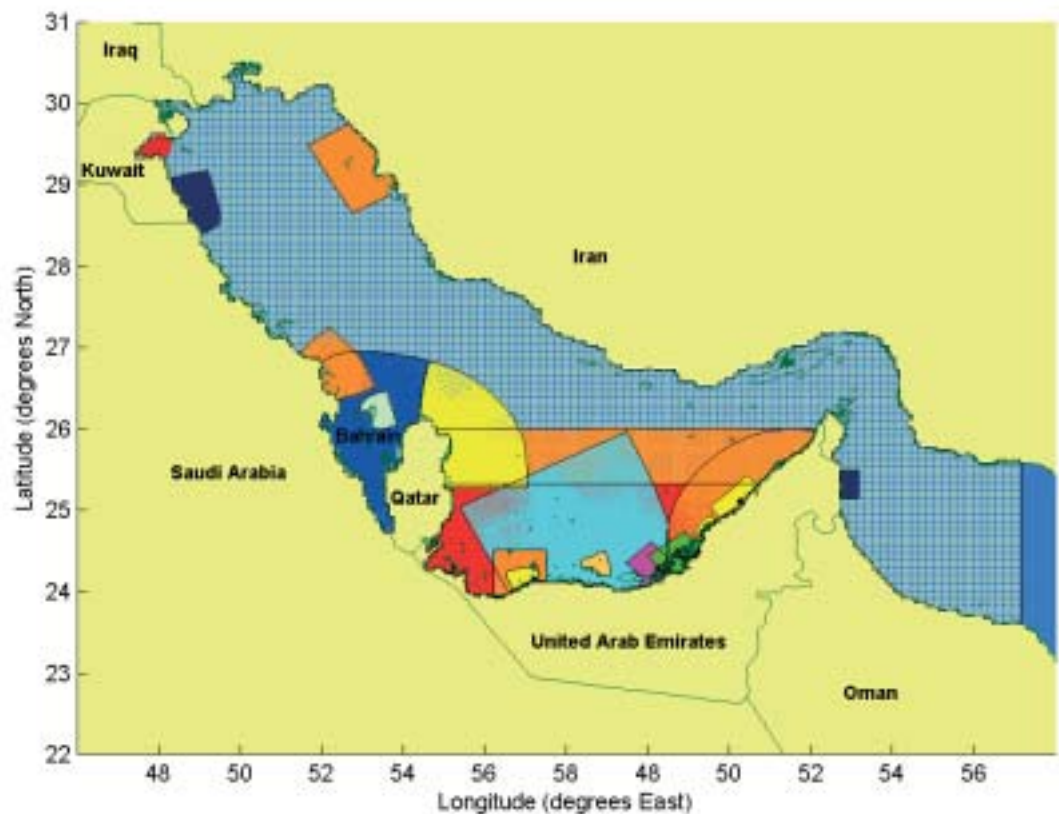 31
Iraq
30
Kuwait
29
Iran
28
27
26
Bahrain
Saudi Arabia
Qatar
25
24
United Arab Emirates
23
Oman
22
48 50 52 54 56 48 50 52 54 56
Latitude (degrees North)
Longitude (degrees East)